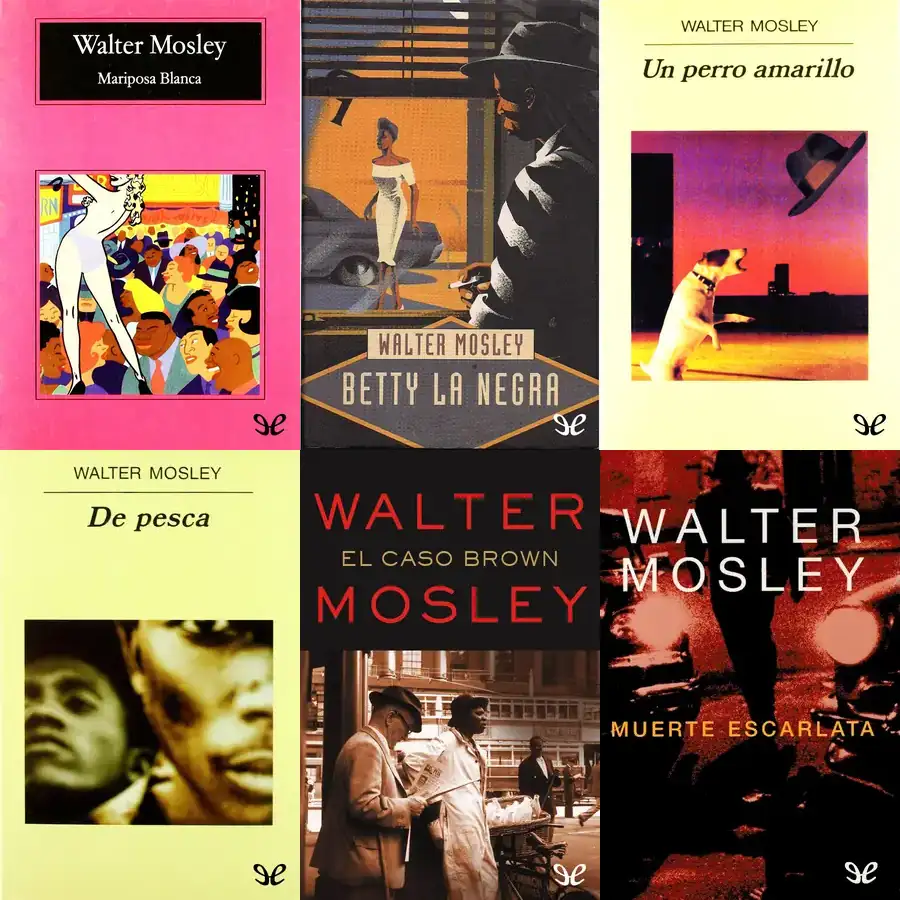 Walter Mosley
Mariposa Blanca
WALTER MOSLEY
BETTY LA NEGRA
WALTER MOSLEY
Un perro amarillo
WALTER MOSLEY
De pesca
WALTER
EL CASO BROWN
MOSLEY
WALTER
MOSLEY
MUERTE ESCARLATA